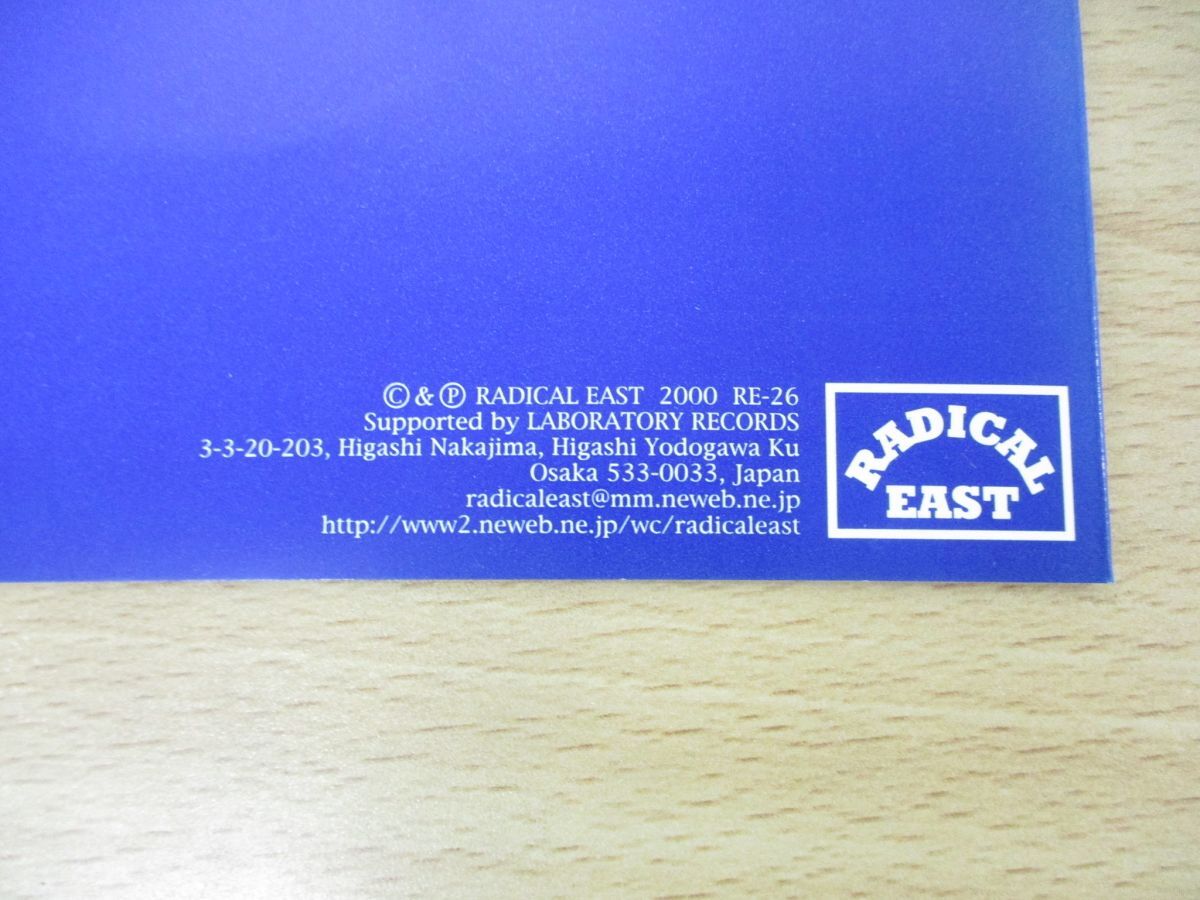 © & ℗ RADICAL EAST 2000 RE-26
Supported by LABORATORY RECORDS
3-3-20-203, Higashi Nakajima, Higashi Yodogawa Ku
Osaka 533-0033, Japan
radicaleast@mm.neweb.ne.jp
http://www2.neweb.ne.jp/wc/radicaleast
RADICAL
EAST